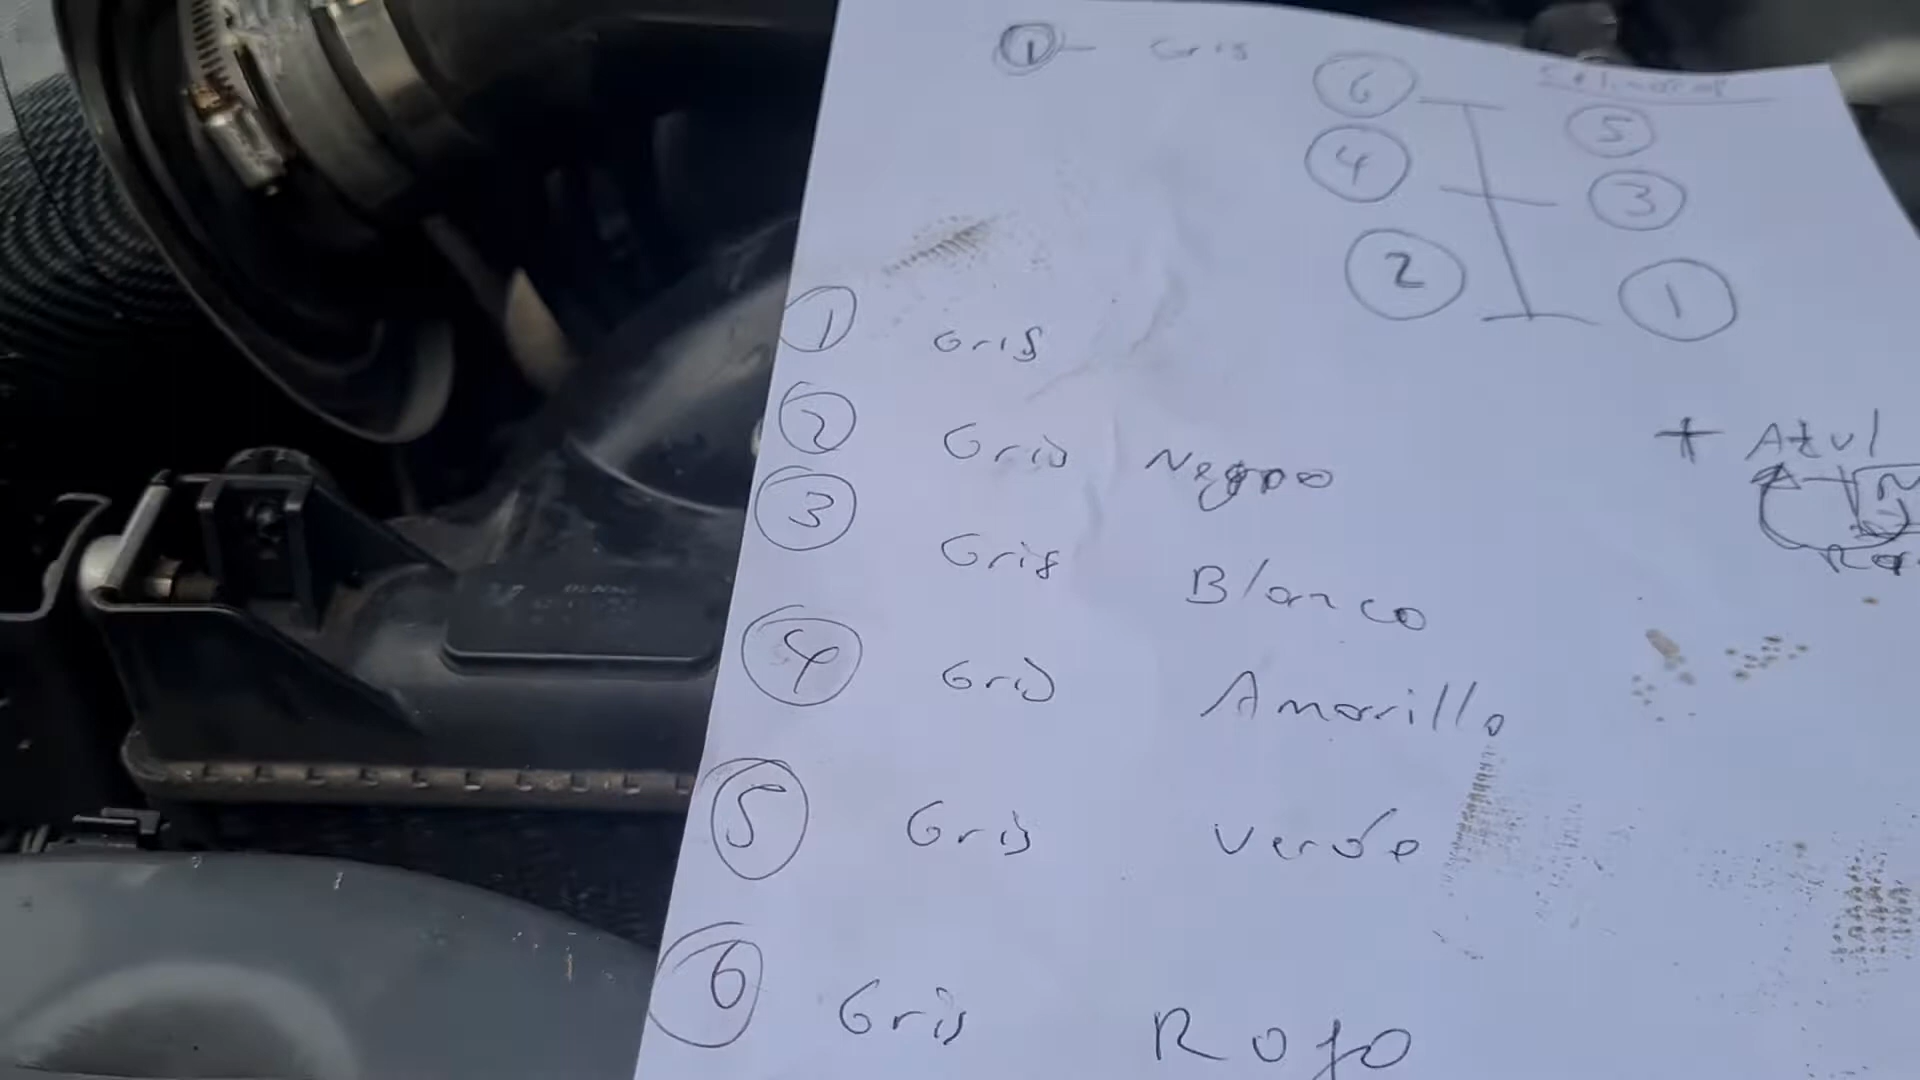 ① - Gris
6 5
4 3
2 1
① Gris
② Gris Negro
③ Gris Blanco
④ Gris Amarillo
⑤ Gris Verde
⑥ Gris Rojo
+ Azul
DENSO